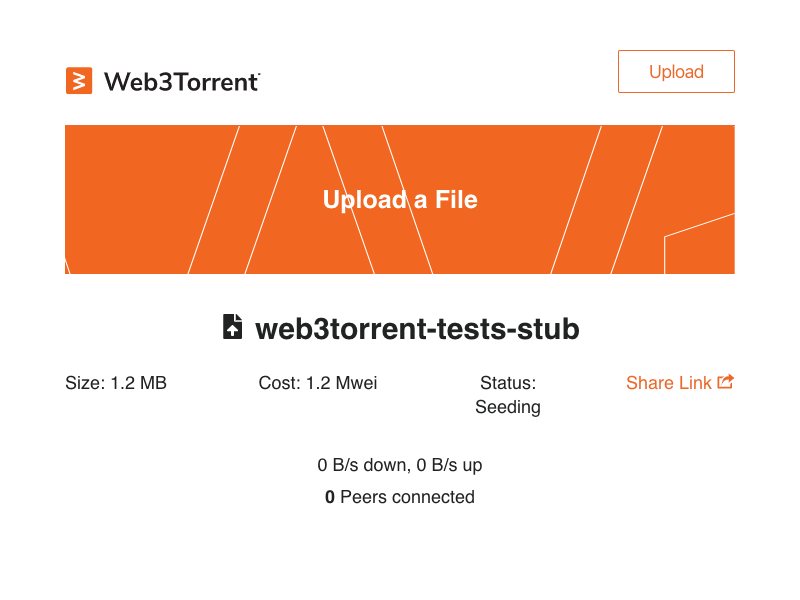 Web3Torrent
Upload
Upload a File
web3torrent-tests-stub
Size: 1.2 MB
Cost: 1.2 Mwei
Status:
Seeding
Share Link
0 B/s down, 0 B/s up
0 Peers connected